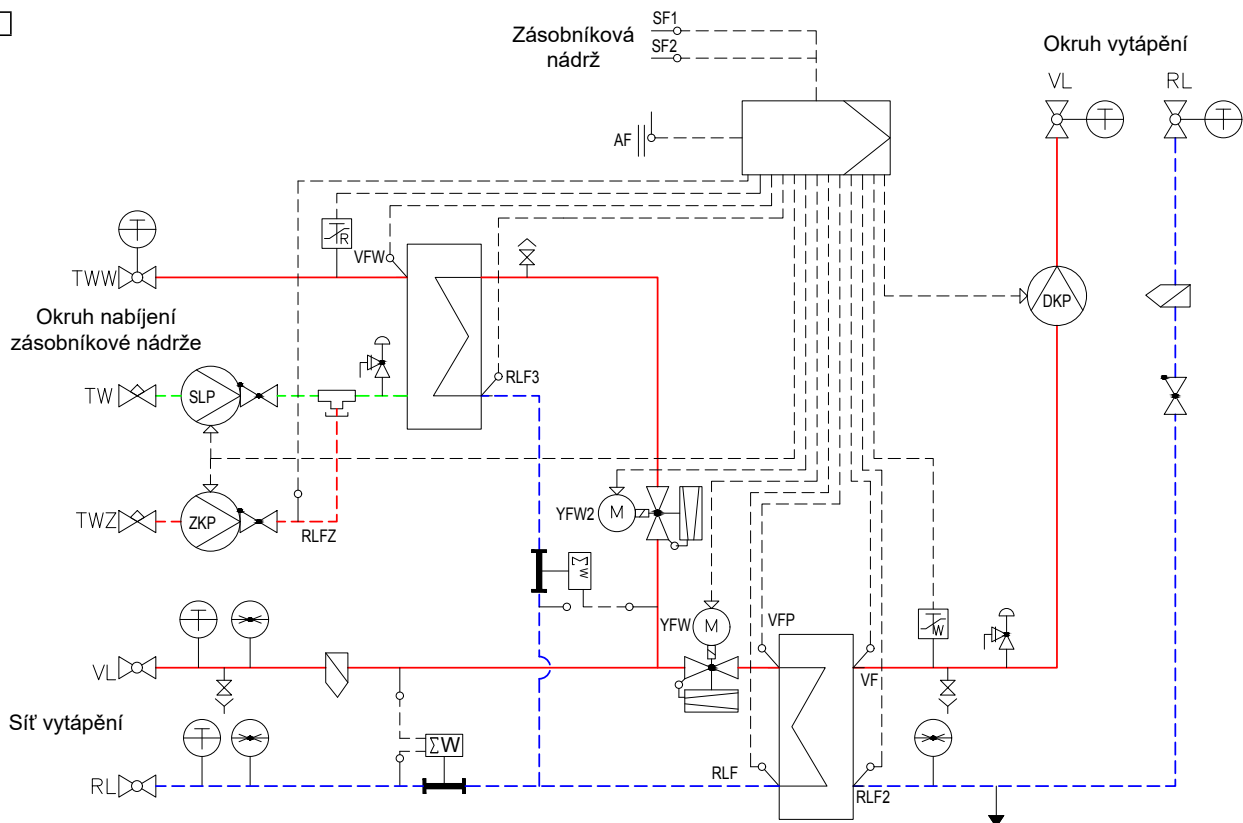 SF1
Zásobníková
nádrž
SF2
Okruh vytápění
VL
RL
T
T
AF
T
R
VFW
TWW
DKP
Okruh nabíjení
zásobníkové nádrže
RLF3
TW
SLP
TWZ
ZKP
RLFZ
YFW2
M
ΣW
YFW
M
VFP
W
T
VL
VF
Síť vytápění
T
ΣW
RL
RLF
RLF2